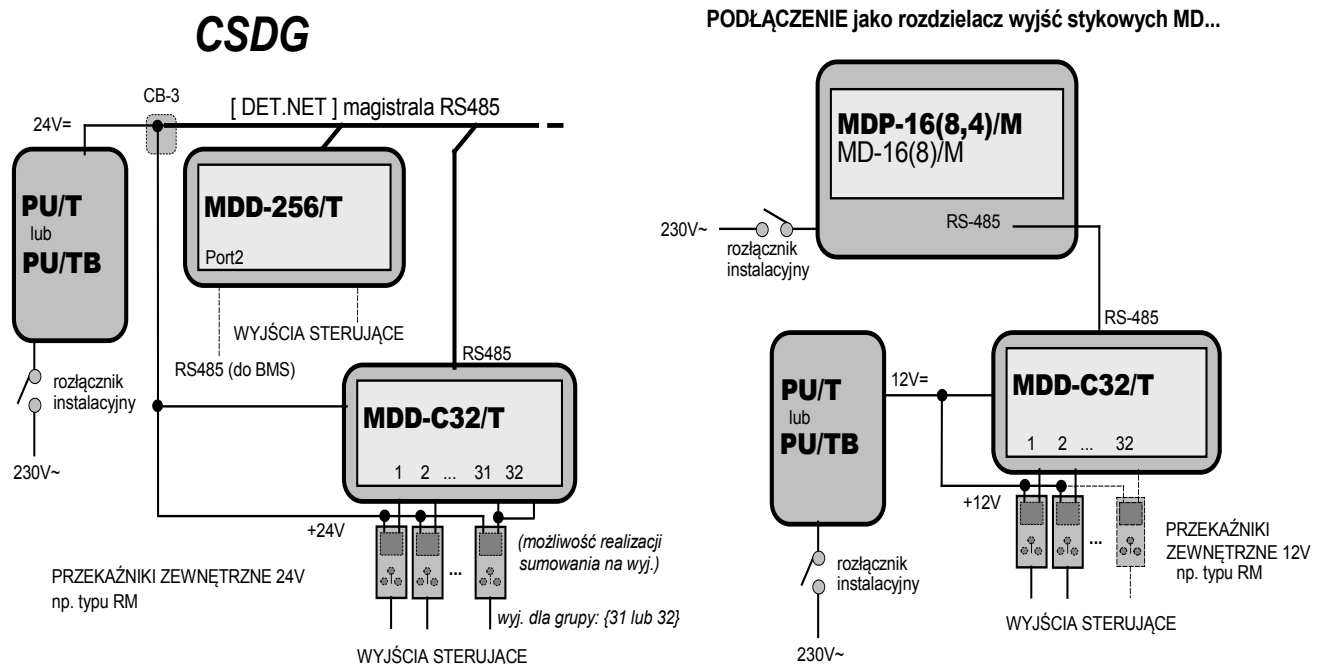 CSDG
CB-3
[ DET.NET ] magistrala RS485
24V=
PU/T
lub
PU/TB
MDD-256/T
Port2
WYJŚCIA STERUJĄCE
RS485 (do BMS)
RS485
rozłącznik
instalacyjny
230V~
MDD-C32/T
1 2 ... 31 32
+24V
(możliwość realizacji
sumowania na wyj.)
PRZEKAŹNIKI ZEWNĘTRZNE 24V
np. typu RM
...
wyj. dla grupy: {31 lub 32}
WYJŚCIA STERUJACE
PODŁĄCZENIE jako rozdzielacz wyjść stykowych MD...
MDP-16(8,4)/M
MD-16(8)/M
RS-485
230V~
rozłącznik
instalacyjny
RS-485
PU/T
lub
PU/TB
12V=
MDD-C32/T
1 2 ... 32
+12V
...
PRZEKAŹNIKI
ZEWNĘTRZNE 12V
np. typu RM
rozłącznik
instalacyjny
WYJŚCIA STERUJĄCE
230V~